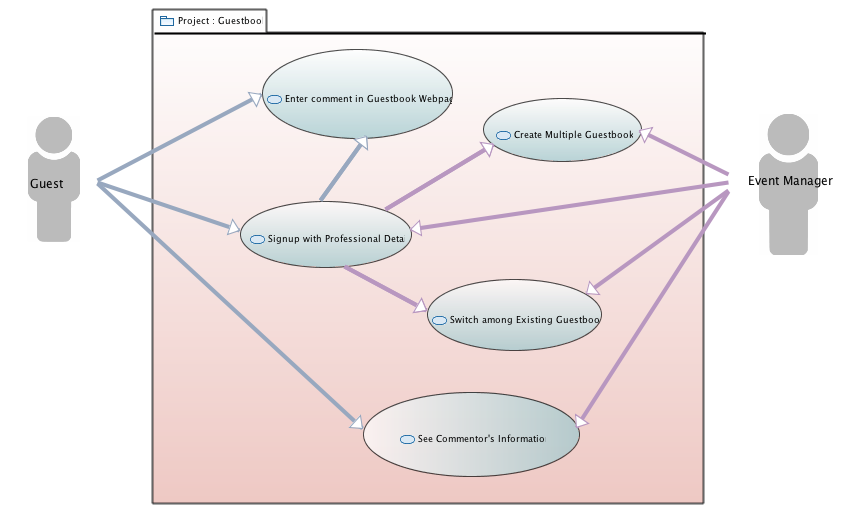 Project : Guestboo
Enter comment in Guestbook Webpag
Create Multiple Guestbook
Guest
Event Manager
Signup with Professional Deta
Switch among Existing Guestboo
See Commentor's Informatio